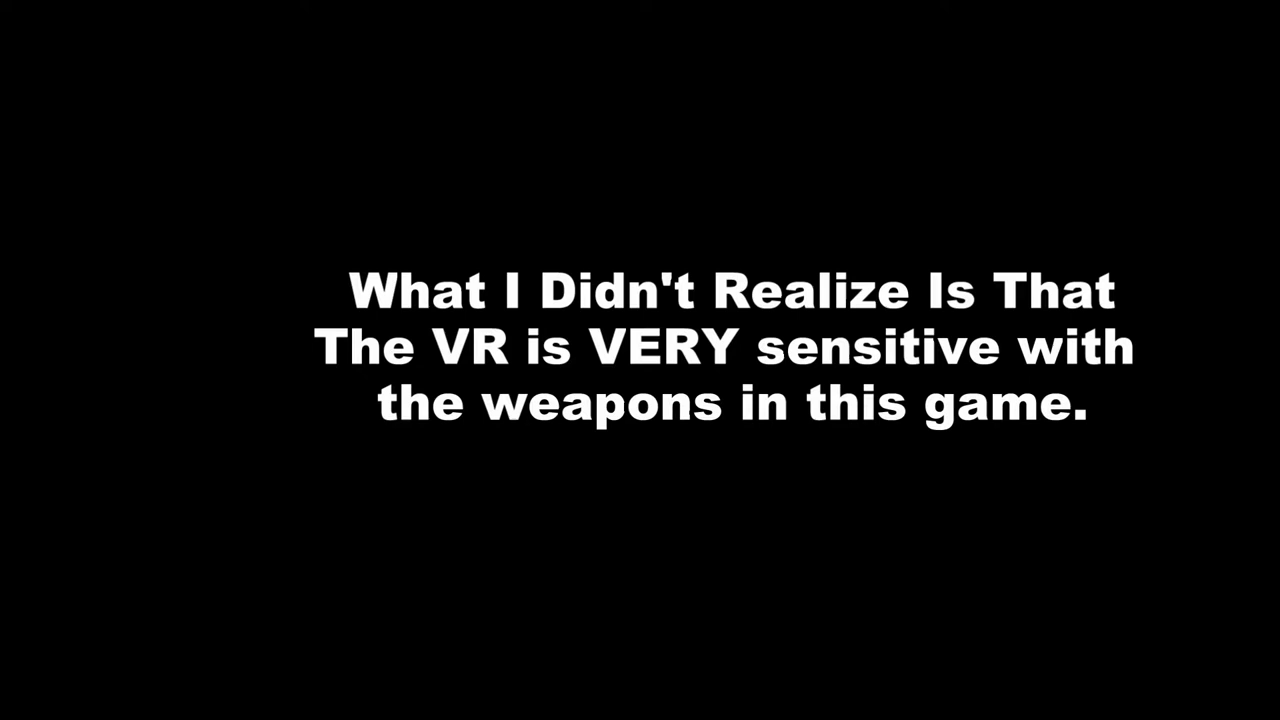 What I Didn't Realize Is That
The VR is VERY sensitive with
the weapons in this game.